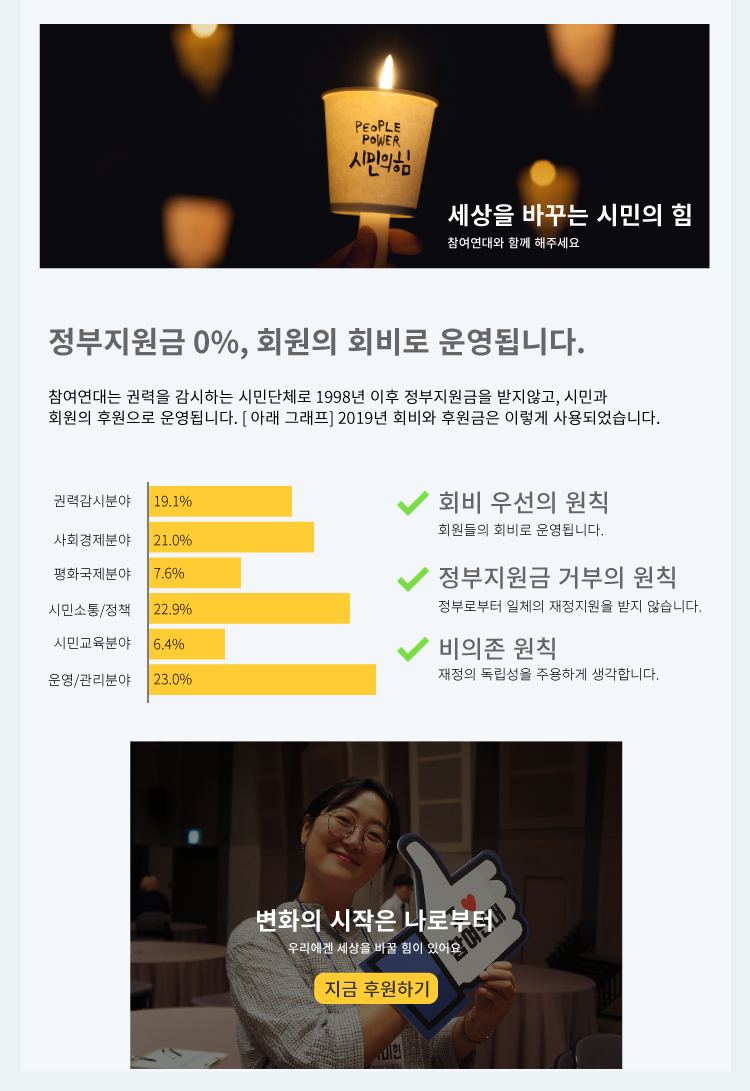 PEOPLE
POWER
시민의힘
세상을 바꾸는 시민의 힘
참여연대와 함께 해주세요
정부지원금 0%, 회원의 회비로 운영됩니다.
참여연대는 권력을 감시하는 시민단체로 1998년 이후 정부지원금을 받지않고, 시민과
회원의 후원으로 운영됩니다. [ 아래 그래프] 2019년 회비와 후원금은 이렇게 사용되었습니다.
권력감시분야 19.1%
사회경제분야 21.0%
평화국제분야 7.6%
시민소통/정책 22.9%
시민교육분야 6.4%
운영/관리분야 23.0%
회비 우선의 원칙
회원들의 회비로 운영됩니다.
정부지원금 거부의 원칙
정부로부터 일체의 재정지원을 받지 않습니다.
비의존 원칙
재정의 독립성을 주용하게 생각합니다.
변화의 시작은 나로부터
우리에겐 세상을 바꿀 힘이 있어요
지금 후원하기